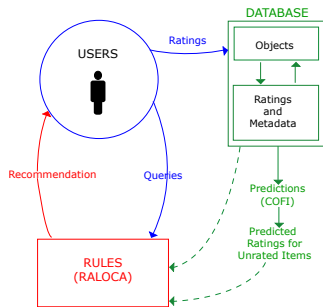 DATABASE
USERS
Ratings
Objects
Ratings
and
Metadata
Recommendation
Queries
Predictions
(COFI)
Predicted
Ratings for
Unrated Items
RULES
(RALOCA)